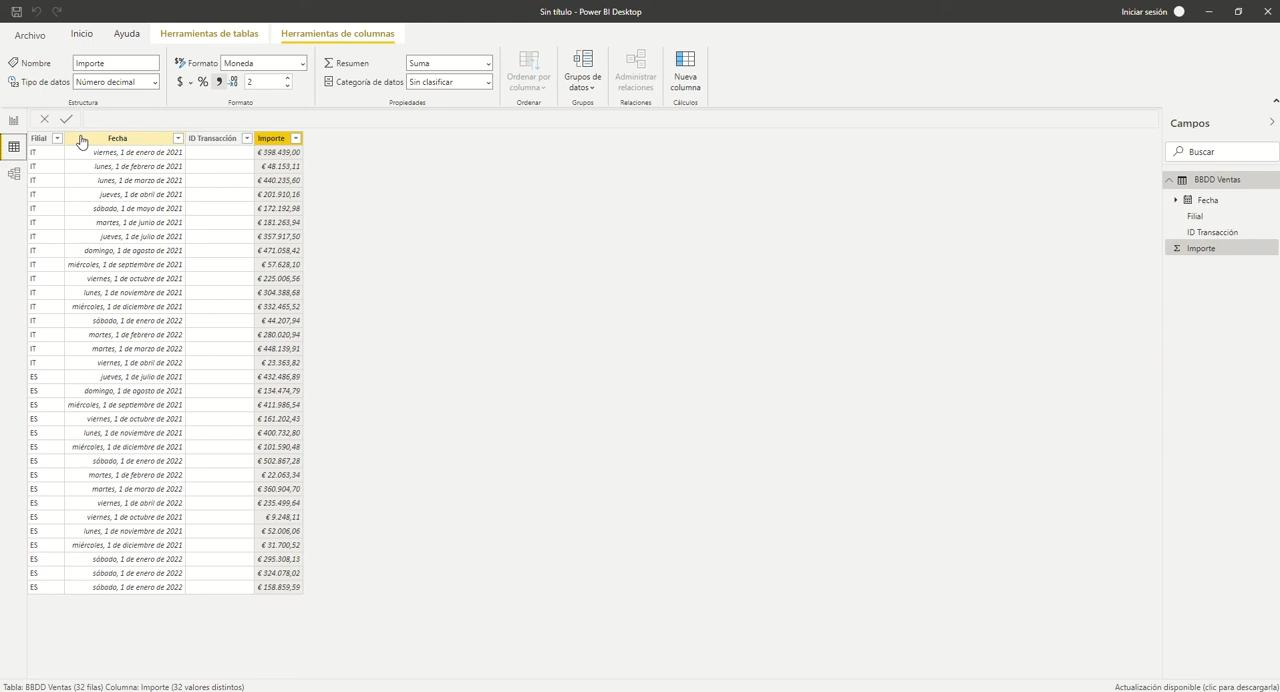 Sin título - Power BI Desktop
Iniciar sesión
Archivo Inicio Ayuda Herramientas de tablas Herramientas de columnas
Nombre Importe
Tipo de datos Número decimal
Estructura
Formato Moneda
$ % 2
Formato
Resumen Suma
Categoría de datos Sin clasificar
Propiedades
Ordenar por columna
Ordenar
Grupos de datos
Grupos
Administrar relaciones
Relaciones
Nueva columna
Cálculos
Filial Fecha ID Transacción Importe
IT viernes, 1 de enero de 2021 € 398.439,00
IT lunes, 1 de febrero de 2021 € 48.153,11
IT lunes, 1 de marzo de 2021 € 440.235,60
IT jueves, 1 de abril de 2021 € 201.910,16
IT sábado, 1 de mayo de 2021 € 172.192,98
IT martes, 1 de junio de 2021 € 181.263,94
IT jueves, 1 de julio de 2021 € 357.917,50
IT domingo, 1 de agosto de 2021 € 471.058,42
IT miércoles, 1 de septiembre de 2021 € 57.628,10
IT viernes, 1 de octubre de 2021 € 225.006,56
IT lunes, 1 de noviembre de 2021 € 304.388,68
IT miércoles, 1 de diciembre de 2021 € 332.465,52
IT sábado, 1 de enero de 2022 € 44.207,94
IT martes, 1 de febrero de 2022 € 280.020,94
IT martes, 1 de marzo de 2022 € 448.139,91
IT viernes, 1 de abril de 2022 € 23.363,82
ES jueves, 1 de julio de 2021 € 432.486,89
ES domingo, 1 de agosto de 2021 € 134.474,79
ES miércoles, 1 de septiembre de 2021 € 411.986,54
ES viernes, 1 de octubre de 2021 € 161.202,43
ES lunes, 1 de noviembre de 2021 € 400.732,80
ES miércoles, 1 de diciembre de 2021 € 101.590,48
ES sábado, 1 de enero de 2022 € 502.867,28
ES martes, 1 de febrero de 2022 € 22.063,34
ES martes, 1 de marzo de 2022 € 360.904,70
ES viernes, 1 de abril de 2022 € 235.499,64
ES viernes, 1 de octubre de 2021 € 9.248,11
ES lunes, 1 de noviembre de 2021 € 52.006,06
ES miércoles, 1 de diciembre de 2021 € 31.700,52
ES sábado, 1 de enero de 2022 € 295.308,13
ES sábado, 1 de enero de 2022 € 324.078,02
ES sábado, 1 de enero de 2022 € 158.859,59
Campos
Buscar
BBDD Ventas
Fecha
Filial
ID Transacción
Σ Importe
Tabla: BBDD Ventas (32 filas) Columna: Importe (32 valores distintos)
Actualización disponible (clic para descargarla)